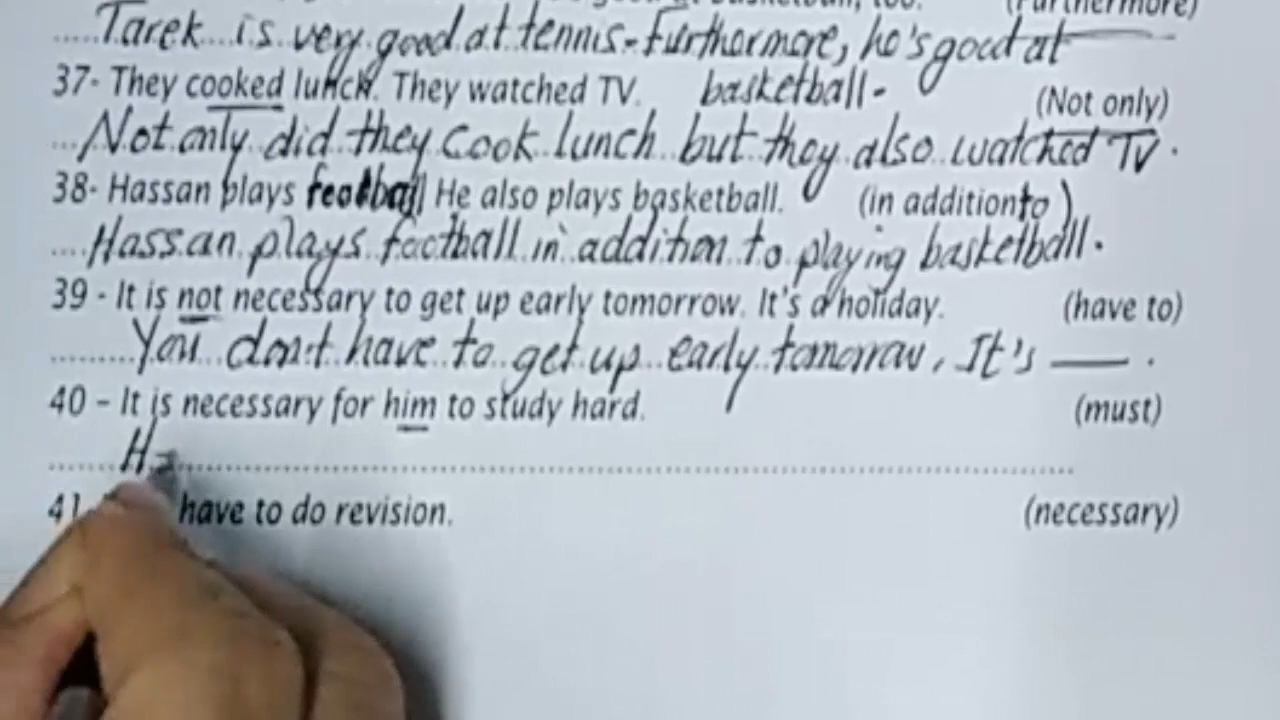 basketball, too. (Furthermore)
Tarek is very good at tennis. Furthermore, he's good at
basketball.
37- They cooked lunch. They watched TV. (Not only)
Not only did they cook lunch but they also watched TV.
38- Hassan plays football He also plays basketball. (in addition to)
Hassan plays football in addition to playing basketball.
39 - It is not necessary to get up early tomorrow. It's a holiday. (have to)
You don't have to get up early tomorrow, It's ___ .
40 - It is necessary for him to study hard. (must)
H
41 have to do revision. (necessary)